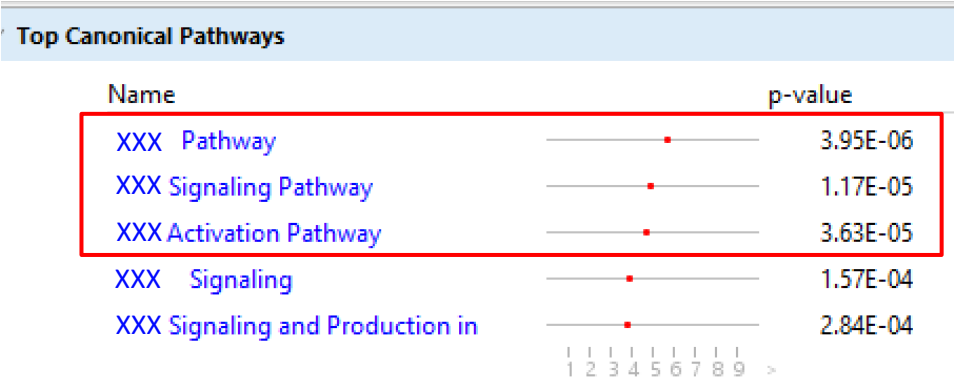 Top Canonical Pathways
Name p-value
XXX Pathway 3.95E-06
XXX Signaling Pathway 1.17E-05
XXX Activation Pathway 3.63E-05
XXX Signaling 1.57E-04
XXX Signaling and Production in 2.84E-04
1 2 3 4 5 6 7 8 9 >